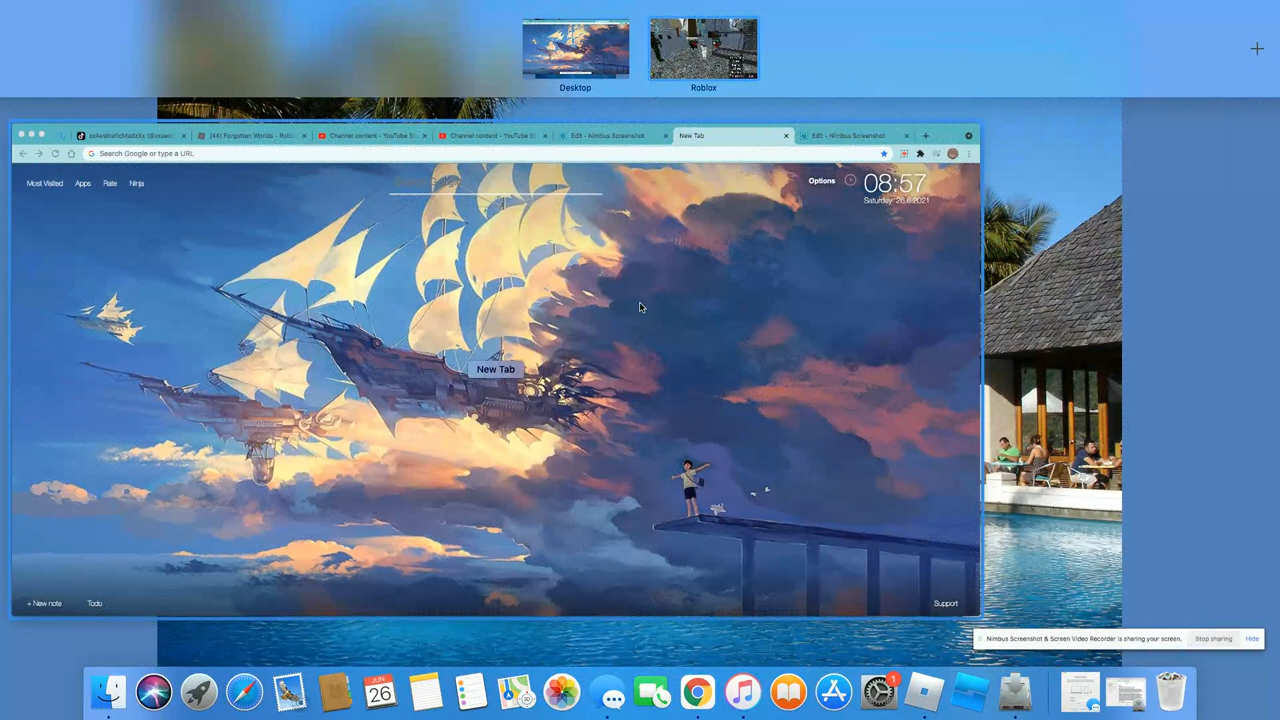 Desktop
Roblox
xxAestheticMadzXx (@xxaest
(44) Forgotten Worlds - Roblo
Channel content - YouTube St
Channel content - YouTube St
Edit - Nimbus Screenshot
New Tab
Edit - Nimbus Screenshot
Search Google or type a URL
Most Visited
Apps
Rate
Ninja
Options
08:57
Saturday 26.6.2021
New Tab
+ New note
Todo
Support
Nimbus Screenshot & Screen Video Recorder is sharing your screen.
Stop sharing
Hide
JUN
26
1